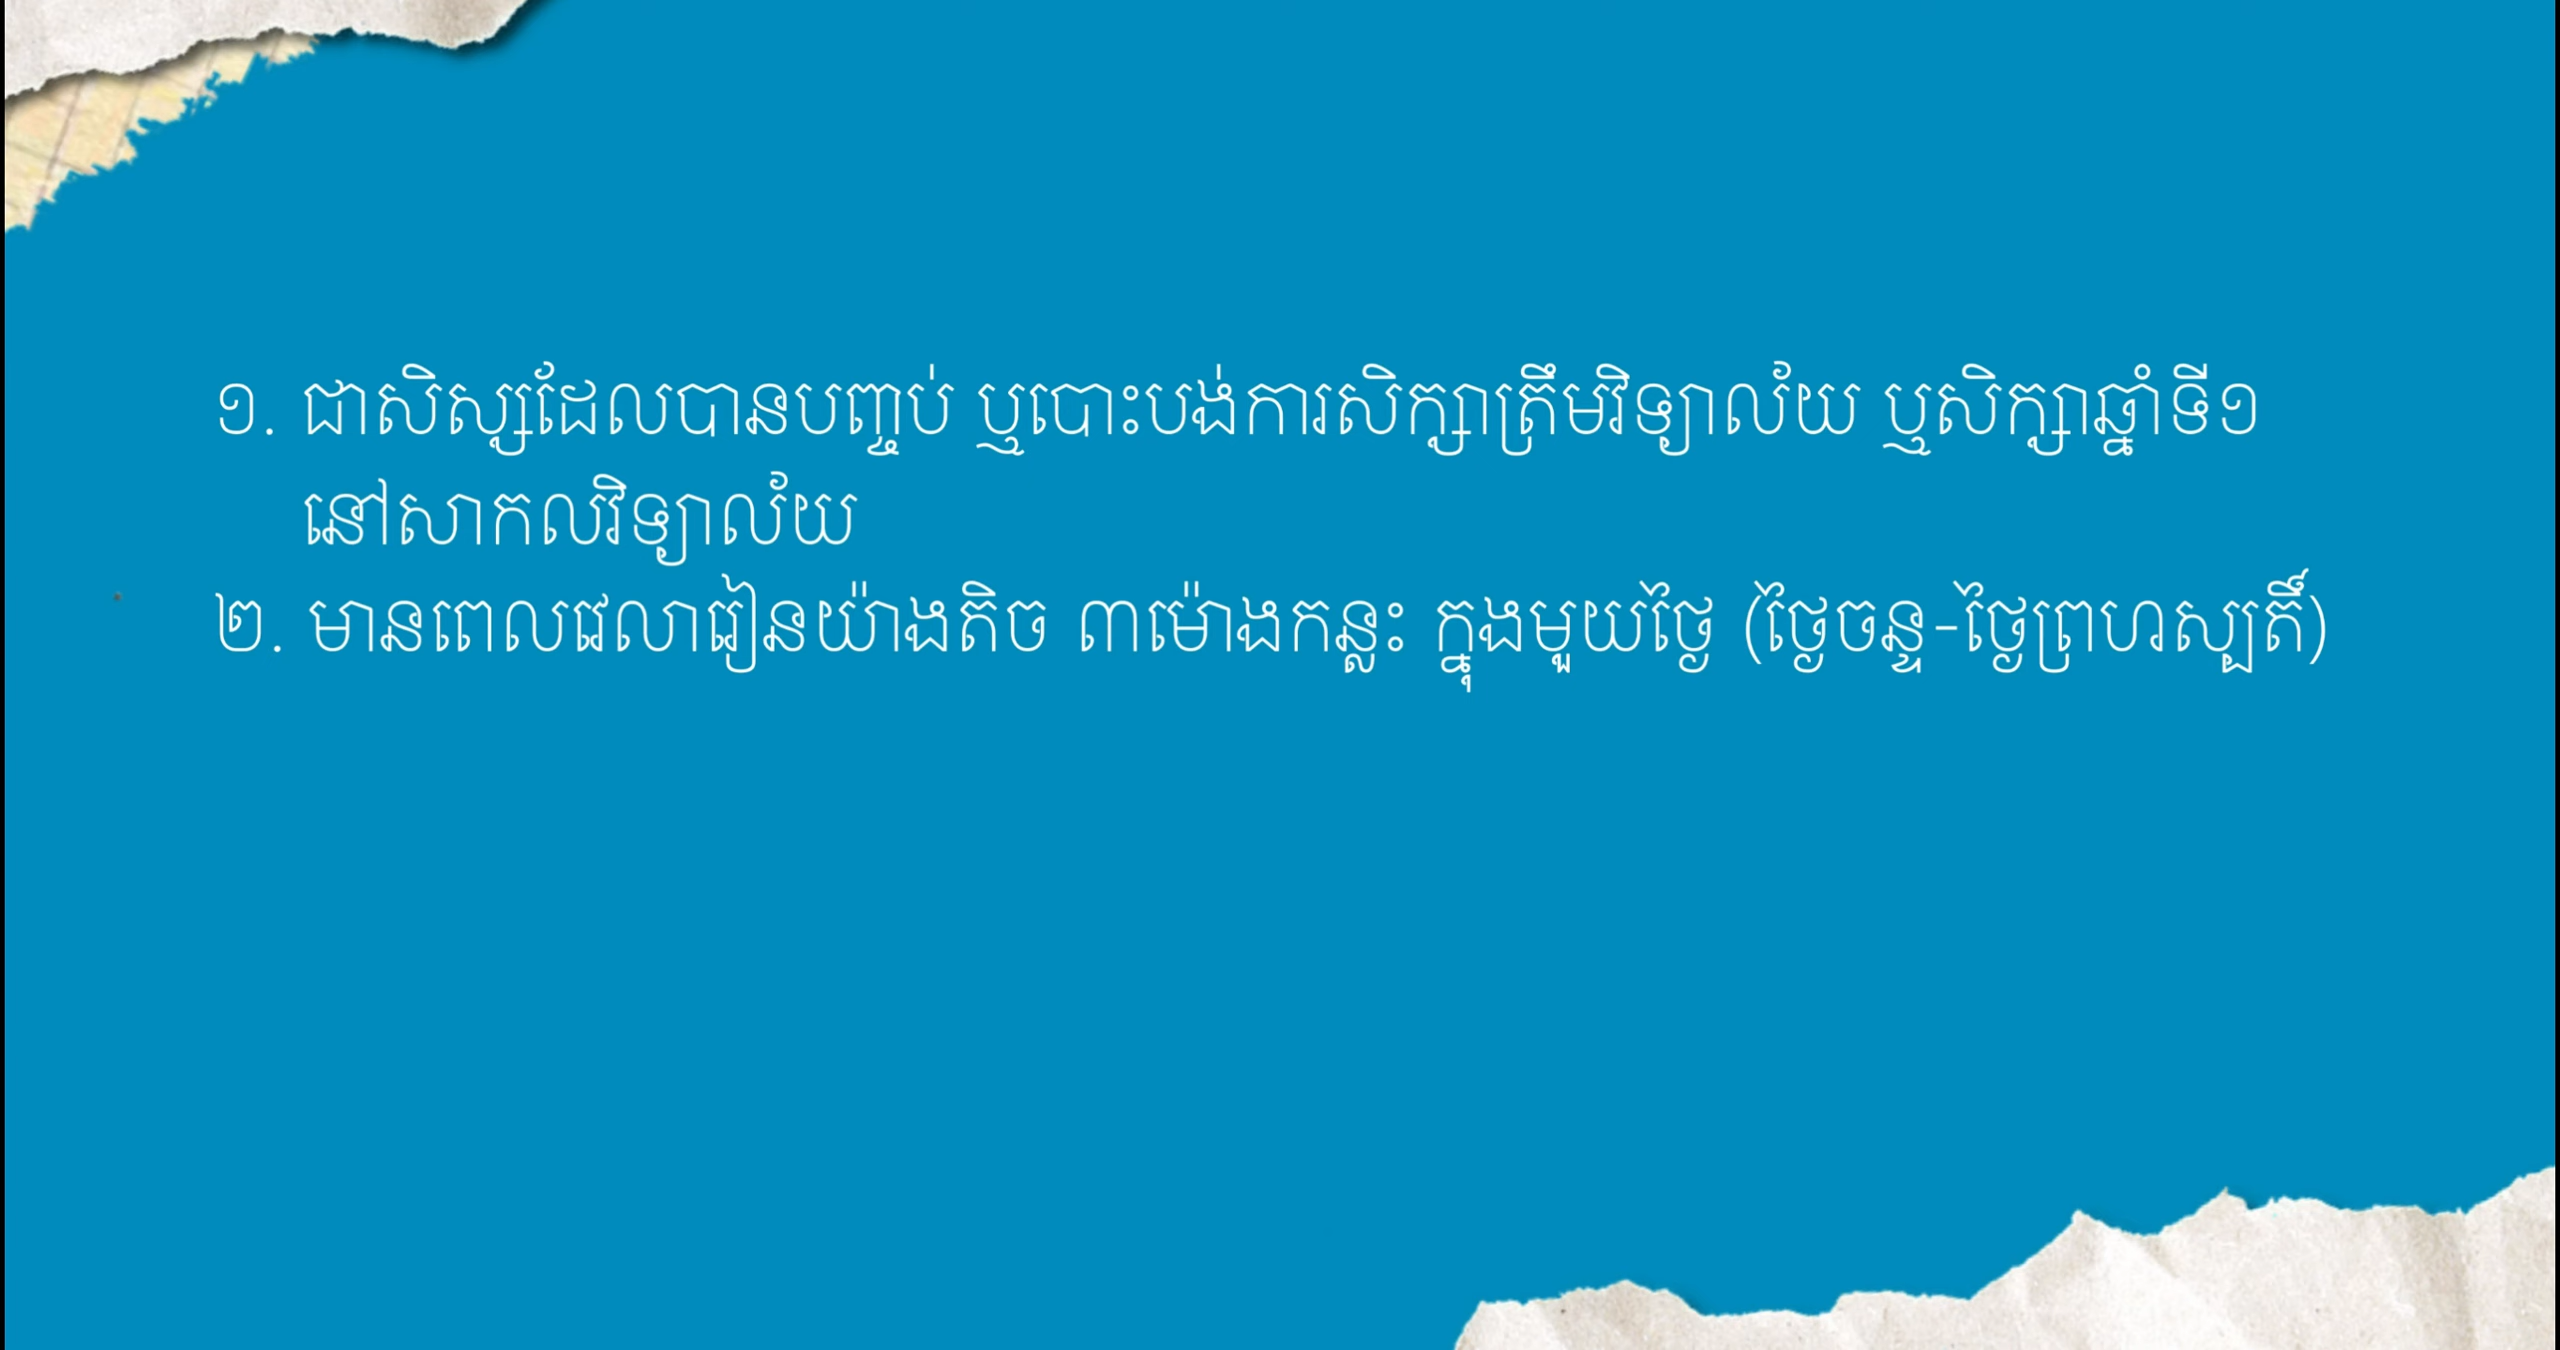 ១. ជាសិស្សដែលបានបញ្ចប់ ឬបោះបង់ការសិក្សាត្រឹមវិទ្យាល័យ ឬសិក្សាឆ្នាំទី១
នៅសាកលវិទ្យាល័យ
២. មានពេលវេលារៀនយ៉ាងតិច ៣ម៉ោងកន្លះ ក្នុងមួយថ្ងៃ (ថ្ងៃចន្ទ-ថ្ងៃព្រហស្បតិ៍)